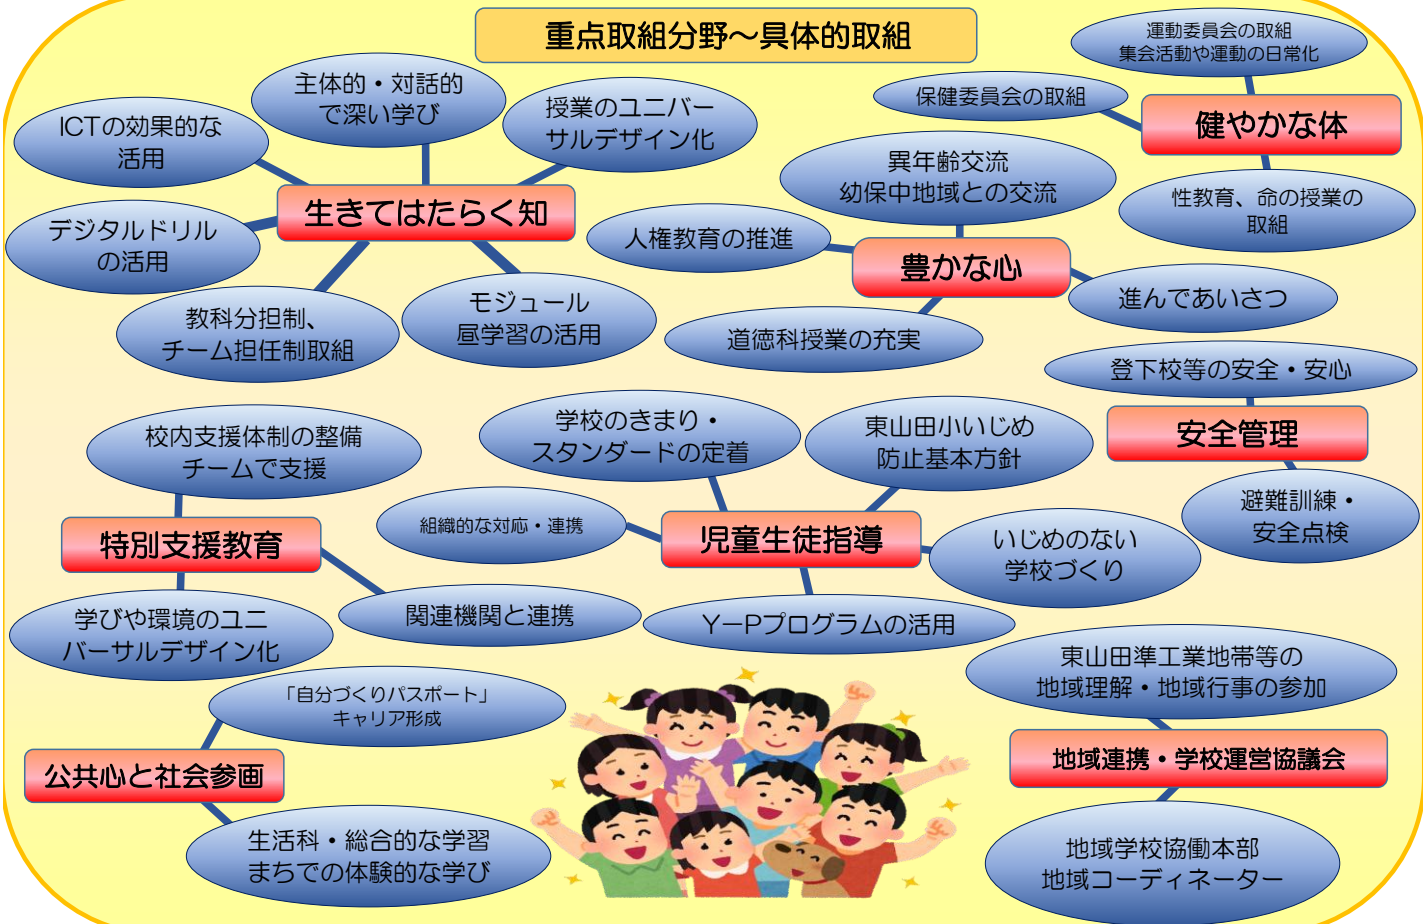 重点取組分野～具体的取組
主体的・対話的
で深い学び
ICTの効果的な
活用
授業のユニバー
サルデザイン化
生きてはたらく知
デジタルドリル
の活用
教科分担制、
チーム担任制取組
モジュール
昼学習の活用
運動委員会の取組
集会活動や運動の日常化
保健委員会の取組
健やかな体
性教育、命の授業の
取組
異年齢交流
幼保中地域との交流
人権教育の推進
豊かな心
進んであいさつ
道徳科授業の充実
登下校等の安全・安心
安全管理
避難訓練・
安全点検
校内支援体制の整備
チームで支援
特別支援教育
学びや環境のユニ
バーサルデザイン化
関連機関と連携
学校のきまり・
スタンダードの定着
東山田小いじめ
防止基本方針
組織的な対応・連携
児童生徒指導
いじめのない
学校づくり
Y－Pプログラムの活用
「自分づくりパスポート」
キャリア形成
公共心と社会参画
生活科・総合的な学習
まちでの体験的な学び
東山田準工業地帯等の
地域理解・地域行事の参加
地域連携・学校運営協議会
地域学校協働本部
地域コーディネーター